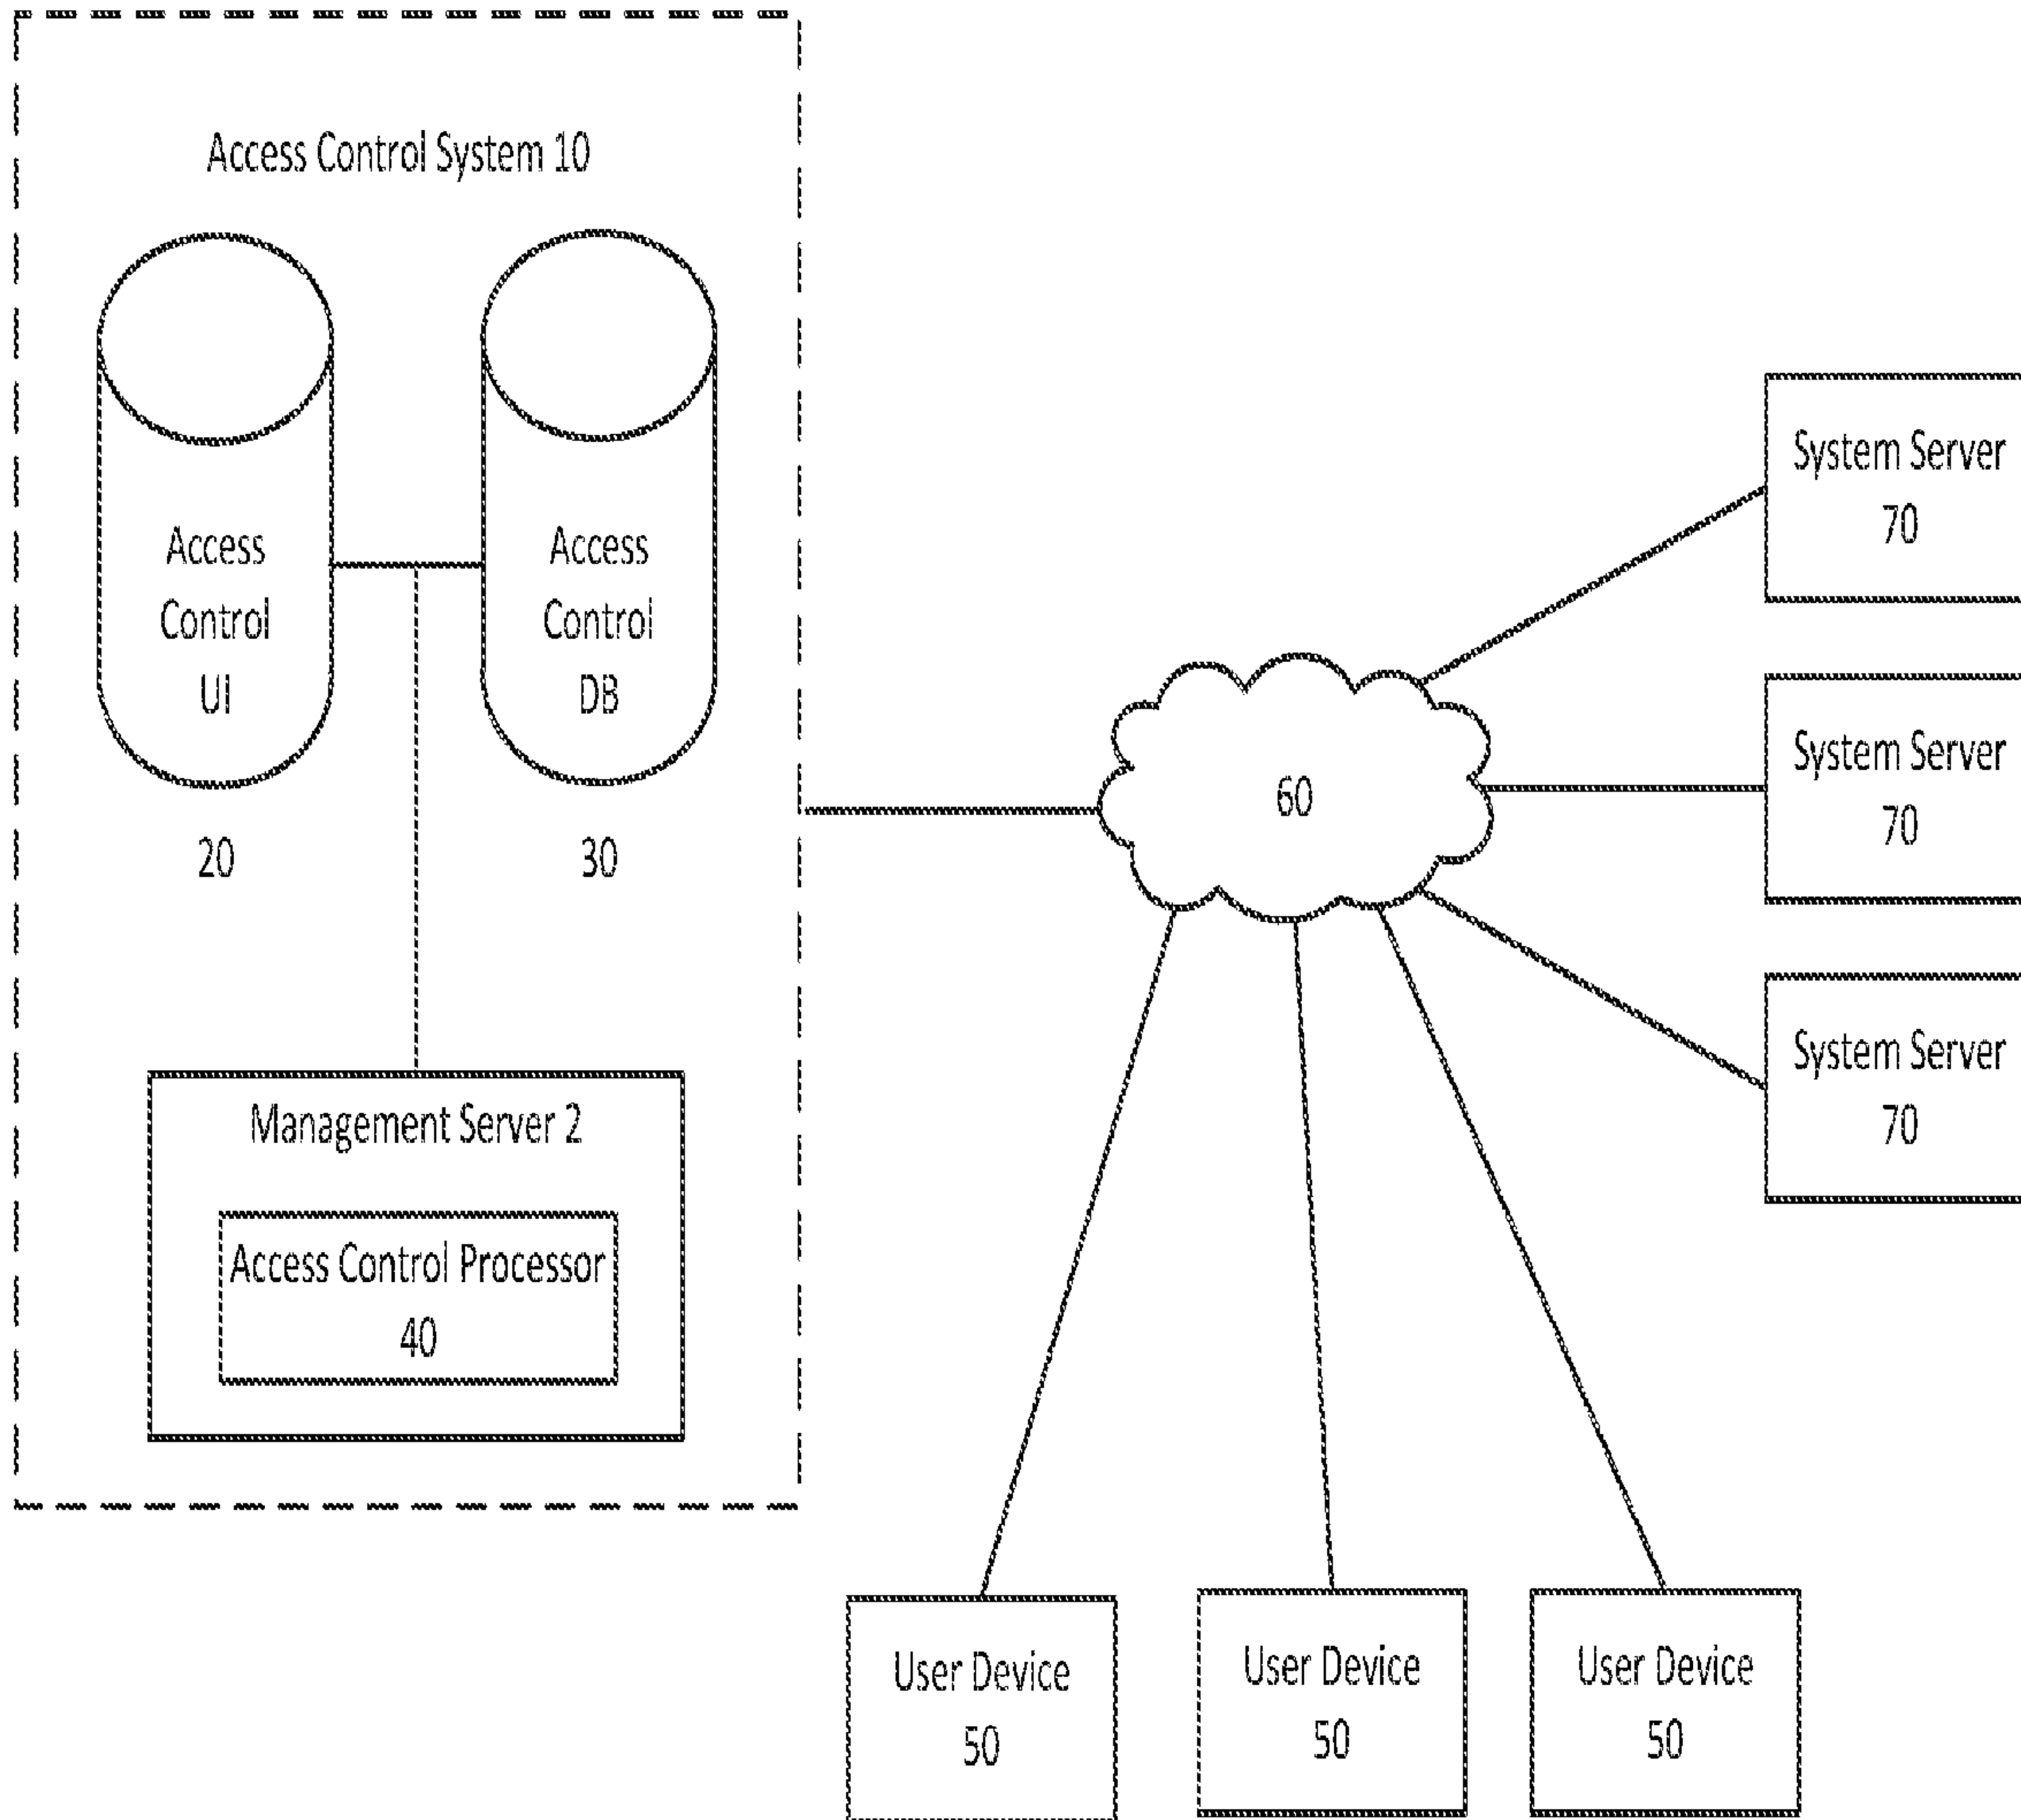 Access Control System 10
Access
Control
UI
20
Access
Control
DB
30
Management Server 2
Access Control Processor
40
60
System Server
70
System Server
70
System Server
70
User Device
50
User Device
50
User Device
50